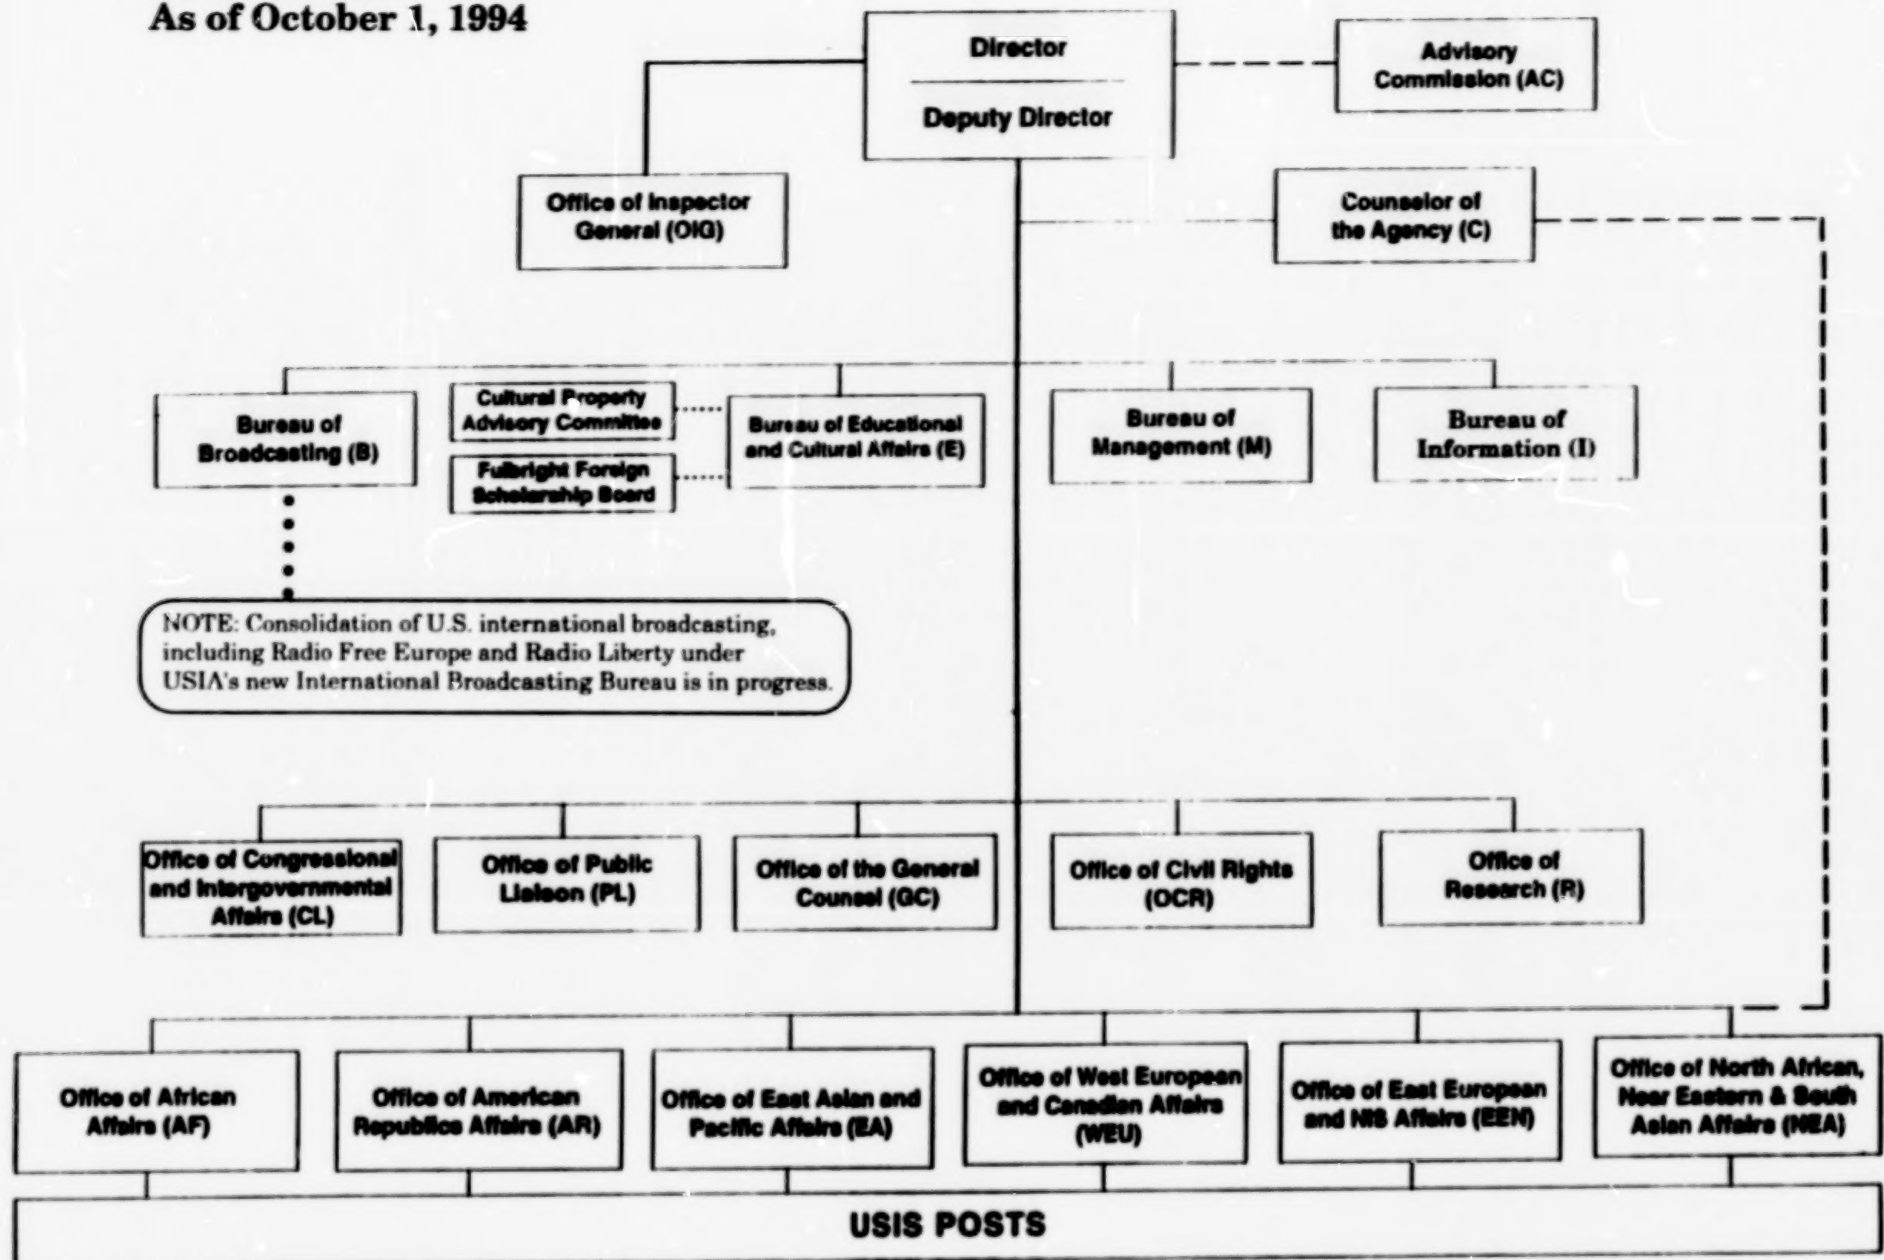 As of October 1, 1994
Director
Deputy Director
Advisory
Commission (AC)
Office of Inspector
General (OIG)
Counselor of
the Agency (C)
Bureau of
Broadcasting (B)
Cultural Property
Advisory Committee
Fulbright Foreign
Scholarship Board
Bureau of Educational
and Cultural Affairs (E)
Bureau of
Management (M)
Bureau of
Information (I)
NOTE: Consolidation of U.S. international broadcasting,
including Radio Free Europe and Radio Liberty under
USIA's new International Broadcasting Bureau is in progress.
Office of Congressional
and Intergovernmental
Affairs (CL)
Office of Public
Liaison (PL)
Office of the General
Counsel (GC)
Office of Civil Rights
(OCR)
Office of
Research (R)
Office of African
Affairs (AF)
Office of American
Republics Affairs (AR)
Office of East Asian and
Pacific Affairs (EA)
Office of West European
and Canadian Affairs
(WEU)
Office of East European
and NIS Affairs (EEN)
Office of North African,
Near Eastern & South
Asian Affairs (NEA)
USIS POSTS